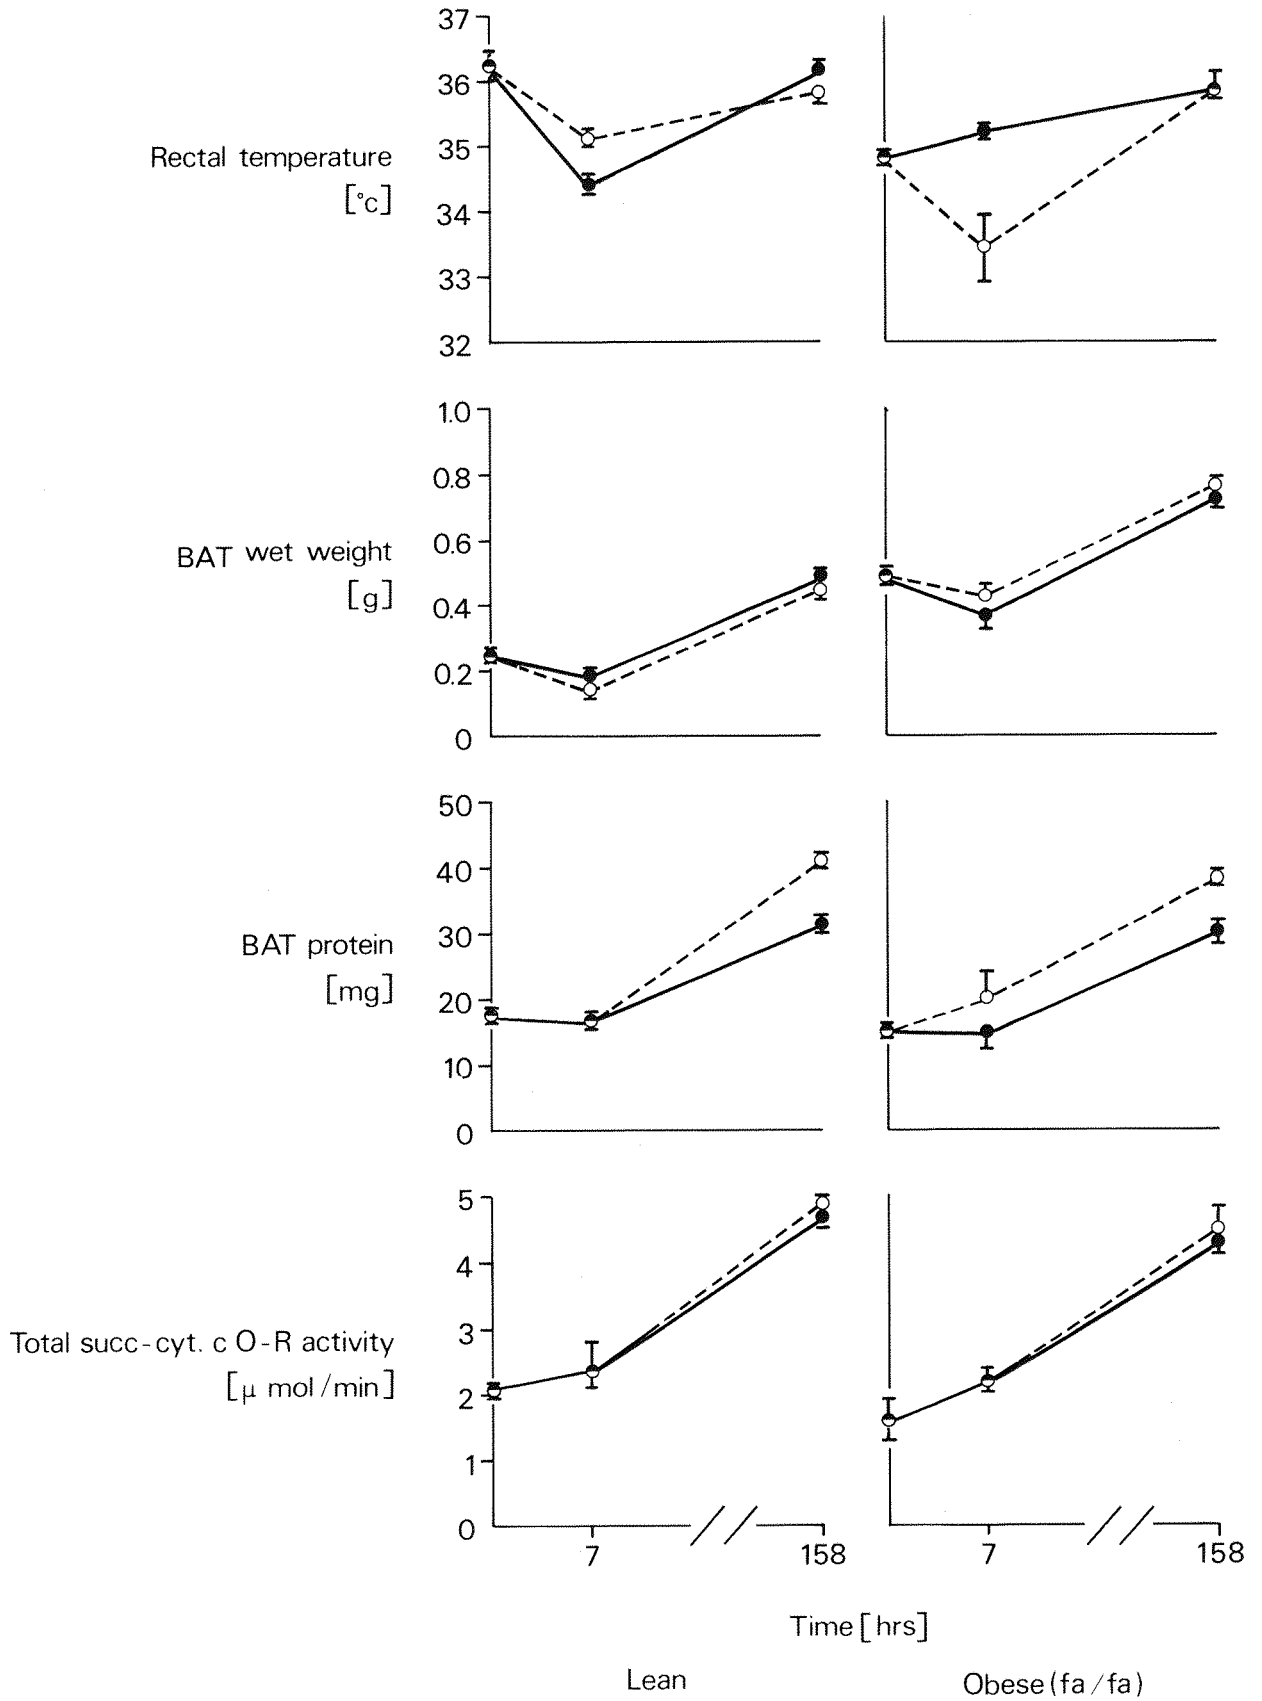 37
36
35
34
33
32
Rectal temperature
[°c]
1.0
0.8
0.6
0.4
0.2
0
BAT wet weight
[g]
50
40
30
20
10
0
BAT protein
[mg]
5
4
3
2
1
0
Total succ-cyt. c O-R activity
[μ mol/min]
7 158 7 158
Time [hrs]
Lean Obese (fa/fa)